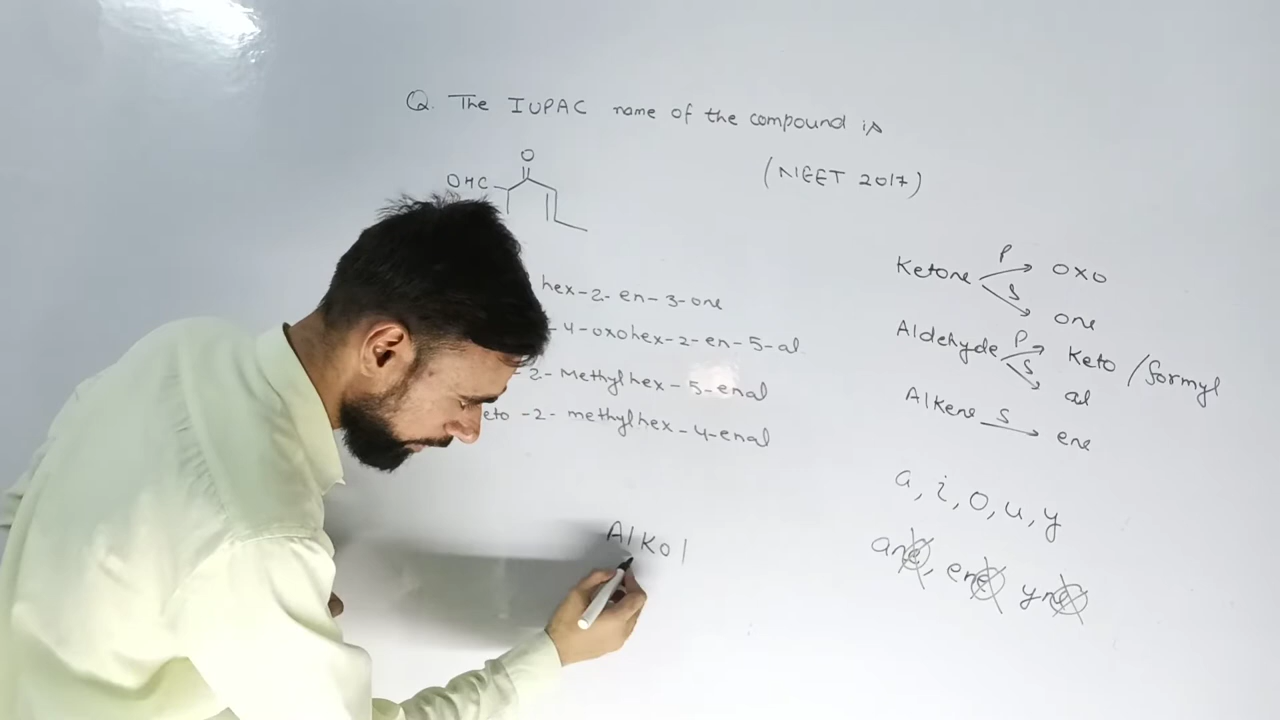 Q. The IUPAC name of the compound is
(NEET 2017)
O
OHC
hex-2-en-3-one
-4-oxohex-2-en-5-al
2-Methylhex-5-enal
eto-2-methylhex-4-enal
Ketone P oxo
S one
Aldehyde P Keto / formyl
S al
Alkene S ene
a, i, o, u, y
ane, ene yne
Alkol